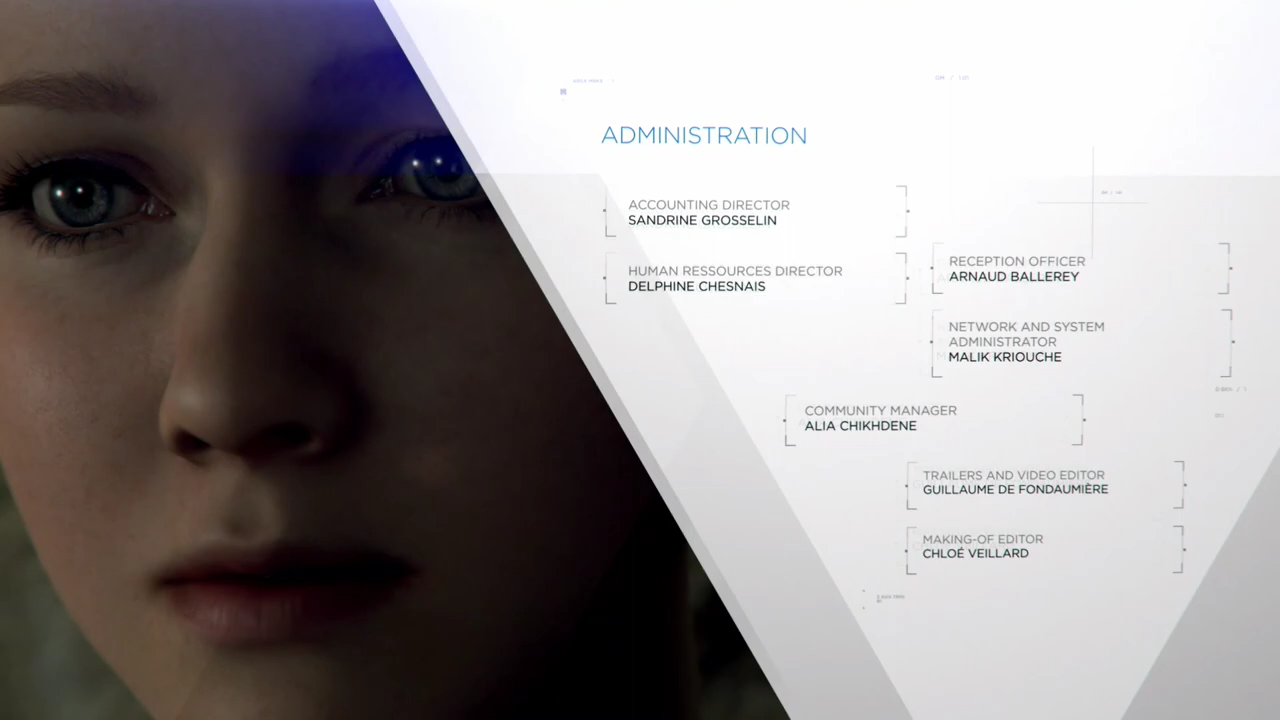 ADMINISTRATION
ACCOUNTING DIRECTOR
SANDRINE GROSSELIN
HUMAN RESSOURCES DIRECTOR
DELPHINE CHESNAIS
RECEPTION OFFICER
ARNAUD BALLEREY
NETWORK AND SYSTEM
ADMINISTRATOR
MALIK KRIOUCHE
COMMUNITY MANAGER
ALIA CHIKHDENE
TRAILERS AND VIDEO EDITOR
GUILLAUME DE FONDAUMIÈRE
MAKING-OF EDITOR
CHLOÉ VEILLARD